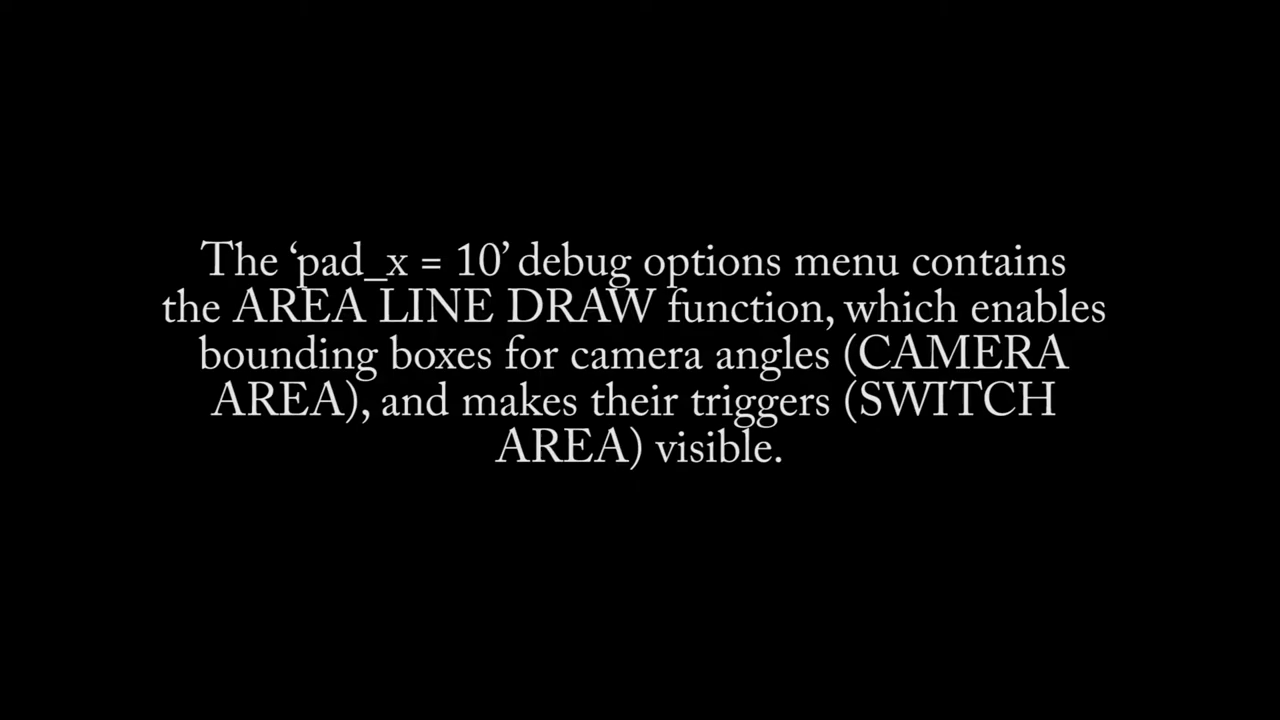 The ‘pad_x = 10’ debug options menu contains
the AREA LINE DRAW function, which enables
bounding boxes for camera angles (CAMERA
AREA), and makes their triggers (SWITCH
AREA) visible.